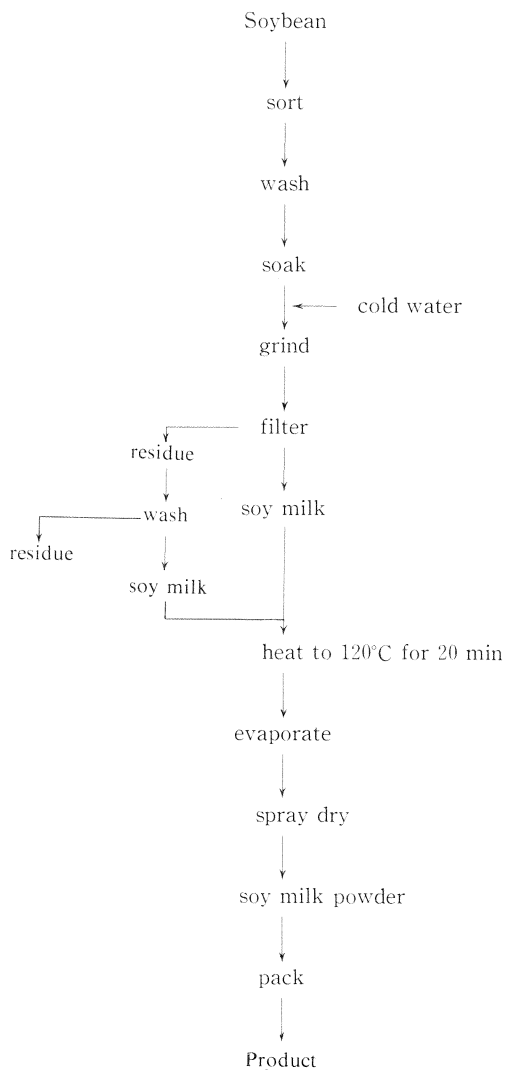 Soybean
sort
wash
soak
cold water
grind
filter
residue
soy milk
wash
residue
soy milk
heat to 120℃ for 20 min
evaporate
spray dry
soy milk powder
pack
Product